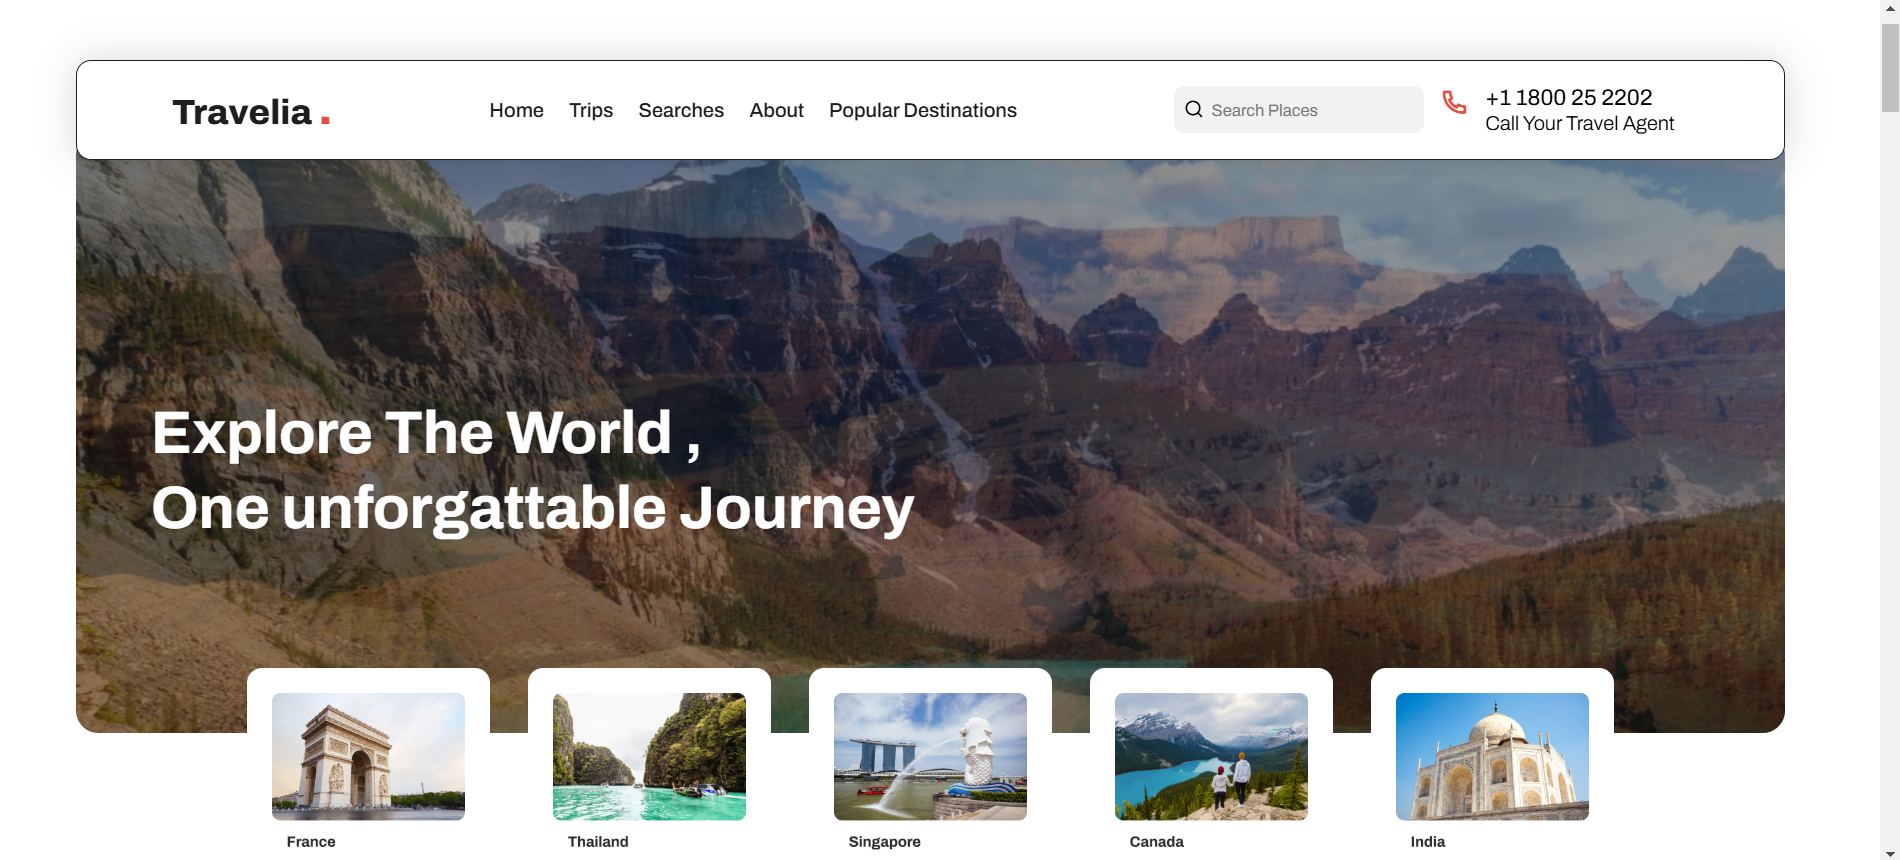 Travelia .
Home Trips Searches About Popular Destinations
Search Places
+1 1800 25 2202
Call Your Travel Agent
Explore The World ,
One unforgattable Journey
France
Thailand
Singapore
Canada
India